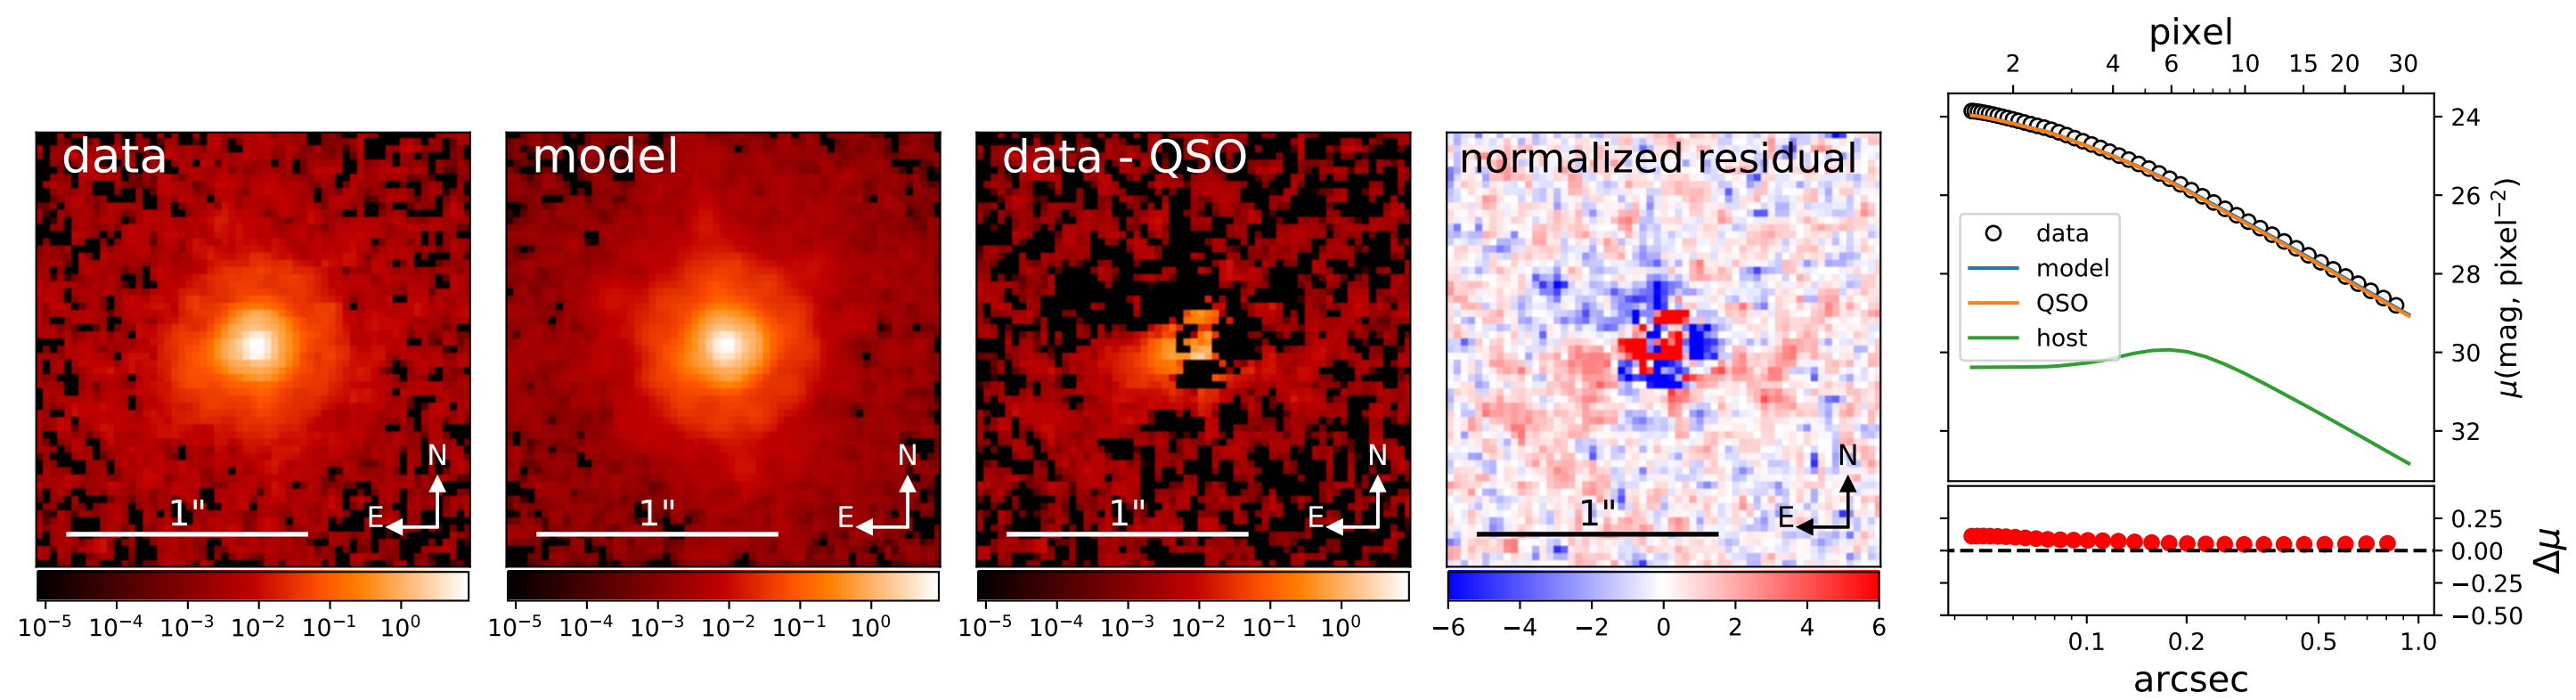 data
N
E
1"
10⁻⁵ 10⁻⁴ 10⁻³ 10⁻² 10⁻¹ 10⁰
model
N
E
1"
10⁻⁵ 10⁻⁴ 10⁻³ 10⁻² 10⁻¹ 10⁰
data - QSO
N
E
1"
10⁻⁵ 10⁻⁴ 10⁻³ 10⁻² 10⁻¹ 10⁰
normalized residual
N
E
1"
−6 −4 −2 0 2 4 6
pixel
2 4 6 10 15 20 30
24
26
28
30
32
μ(mag, pixel⁻²)
data
model
QSO
host
0.25
0.00
−0.25
−0.50
Δμ
0.1 0.2 0.5 1.0
arcsec